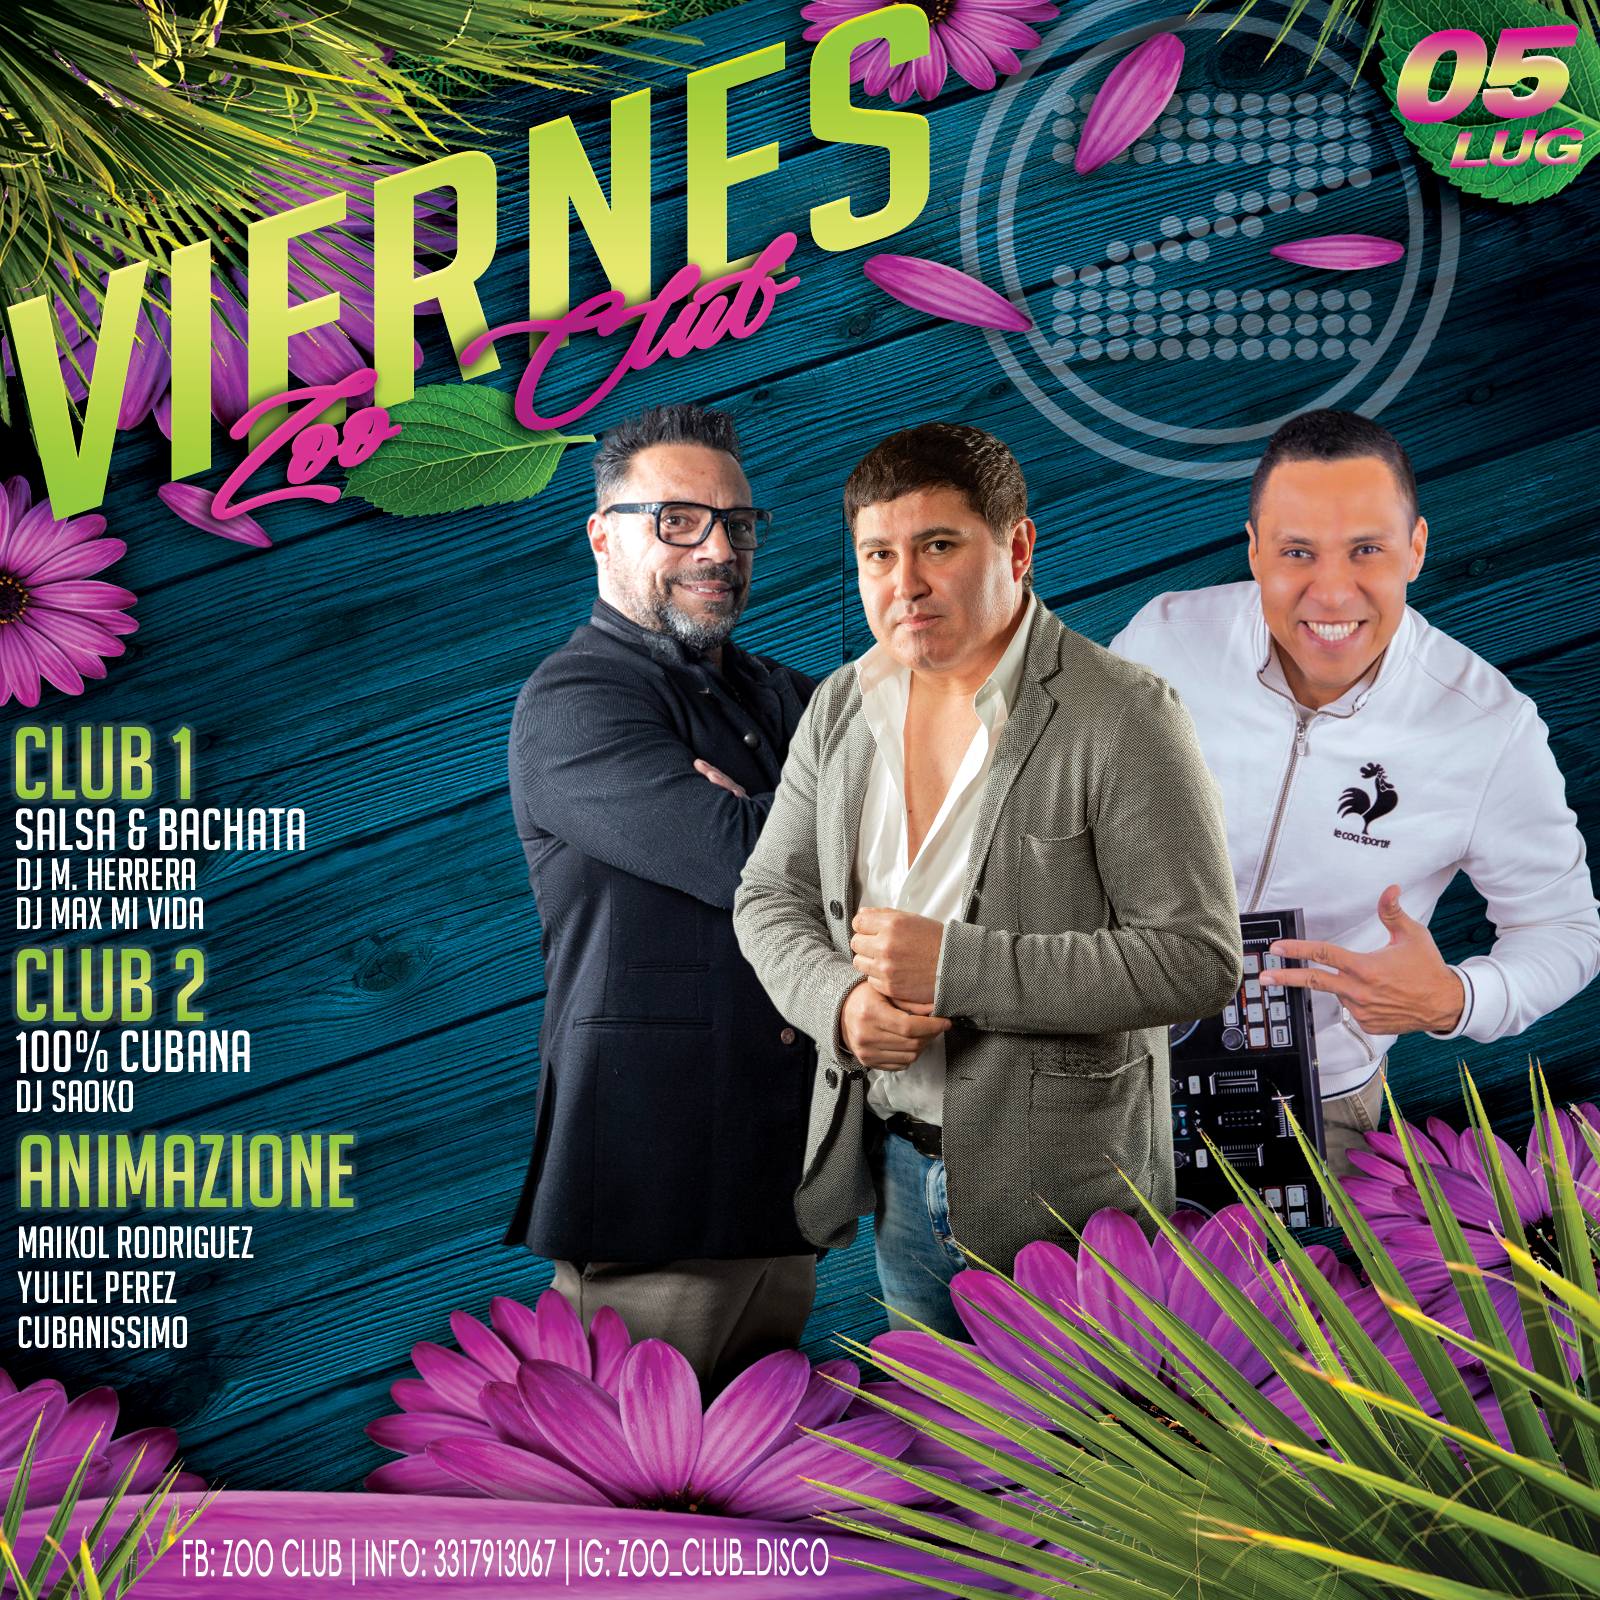 VIERNES
Zoo Club
05
LUG
CLUB 1
SALSA & BACHATA
DJ M. HERRERA
DJ MAX MI VIDA
CLUB 2
100% CUBANA
DJ SAOKO
ANIMAZIONE
MAIKOL RODRIGUEZ
YULIEL PEREZ
CUBANISSIMO
le coq sportif
FB: ZOO CLUB | INFO: 3317913067 | IG: ZOO_CLUB_DISCO